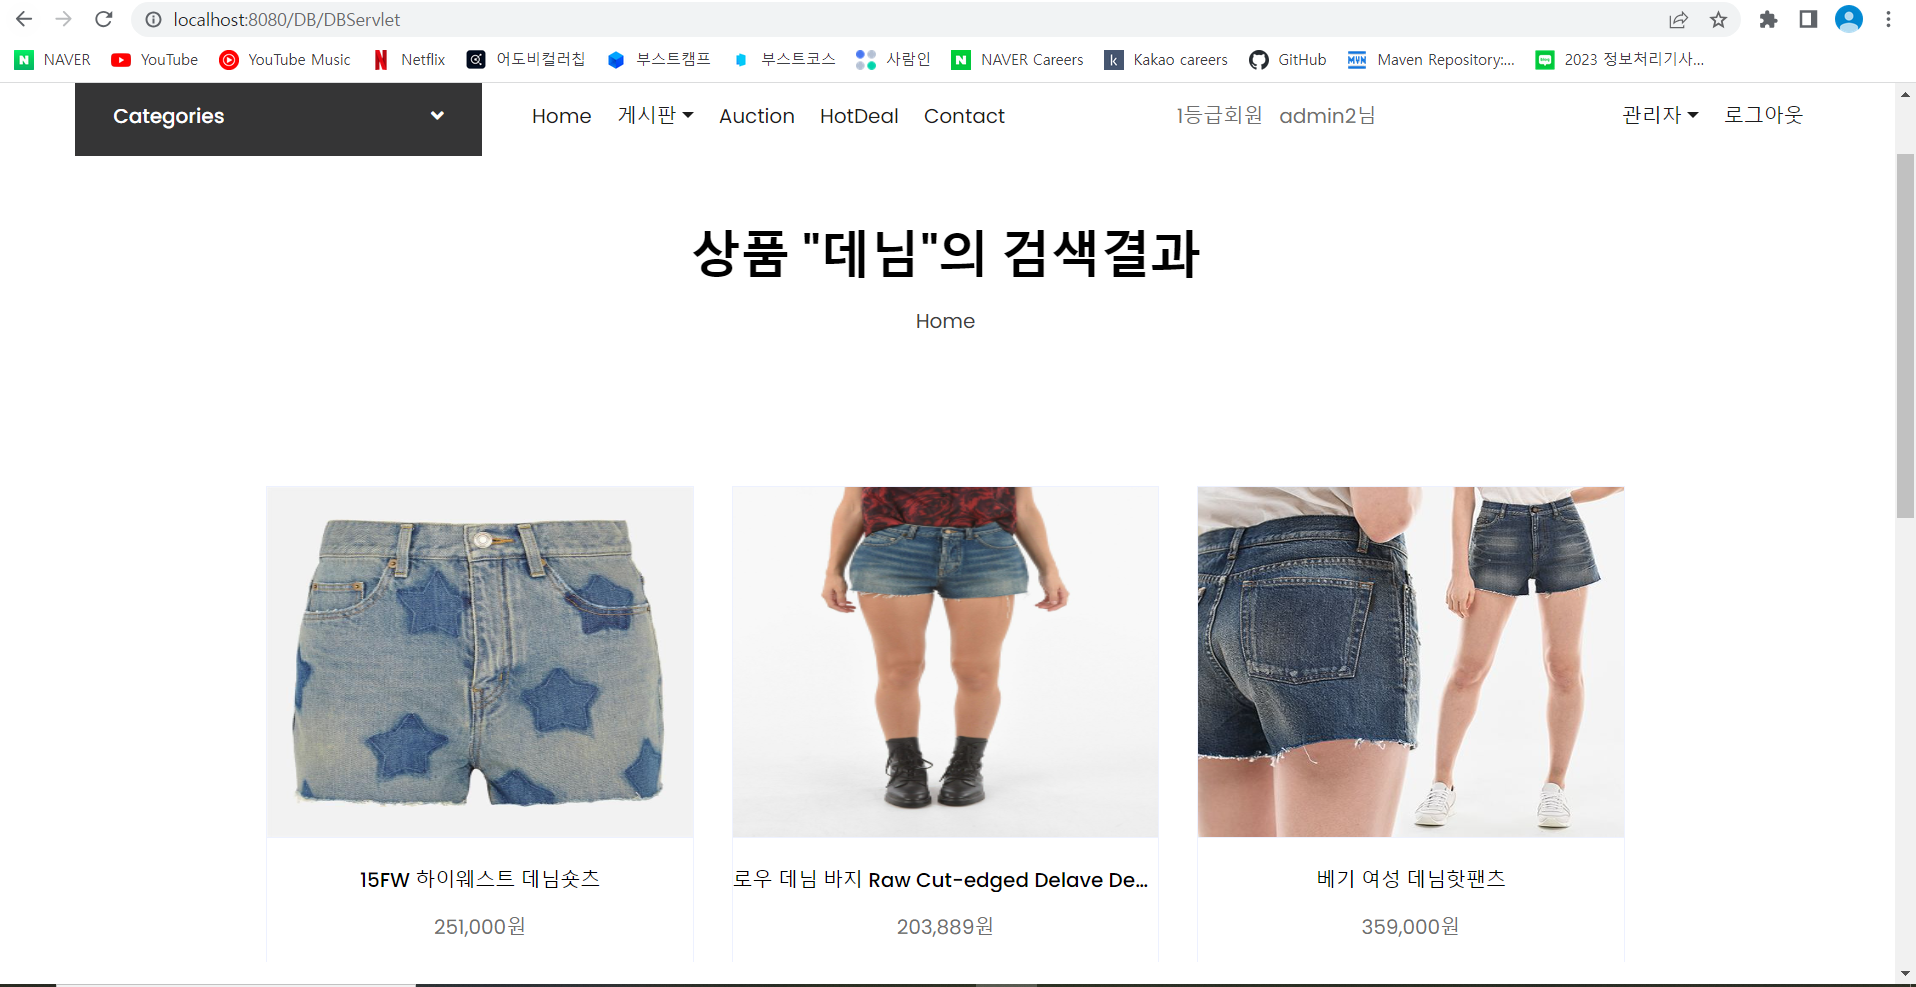 localhost:8080/DB/DBServlet
NAVER YouTube YouTube Music Netflix 어도비컬러칩 부스트캠프 부스트코스 사람인 NAVER Careers Kakao careers GitHub Maven Repository:... 2023 정보처리기사...
Categories Home 게시판 Auction HotDeal Contact 1등급회원 admin2님 관리자 로그아웃
상품 "데님"의 검색결과
Home
15FW 하이웨스트 데님숏츠 로우 데님 바지 Raw Cut-edged Delave De... 베기 여성 데님핫팬츠
251,000원 203,889원 359,000원